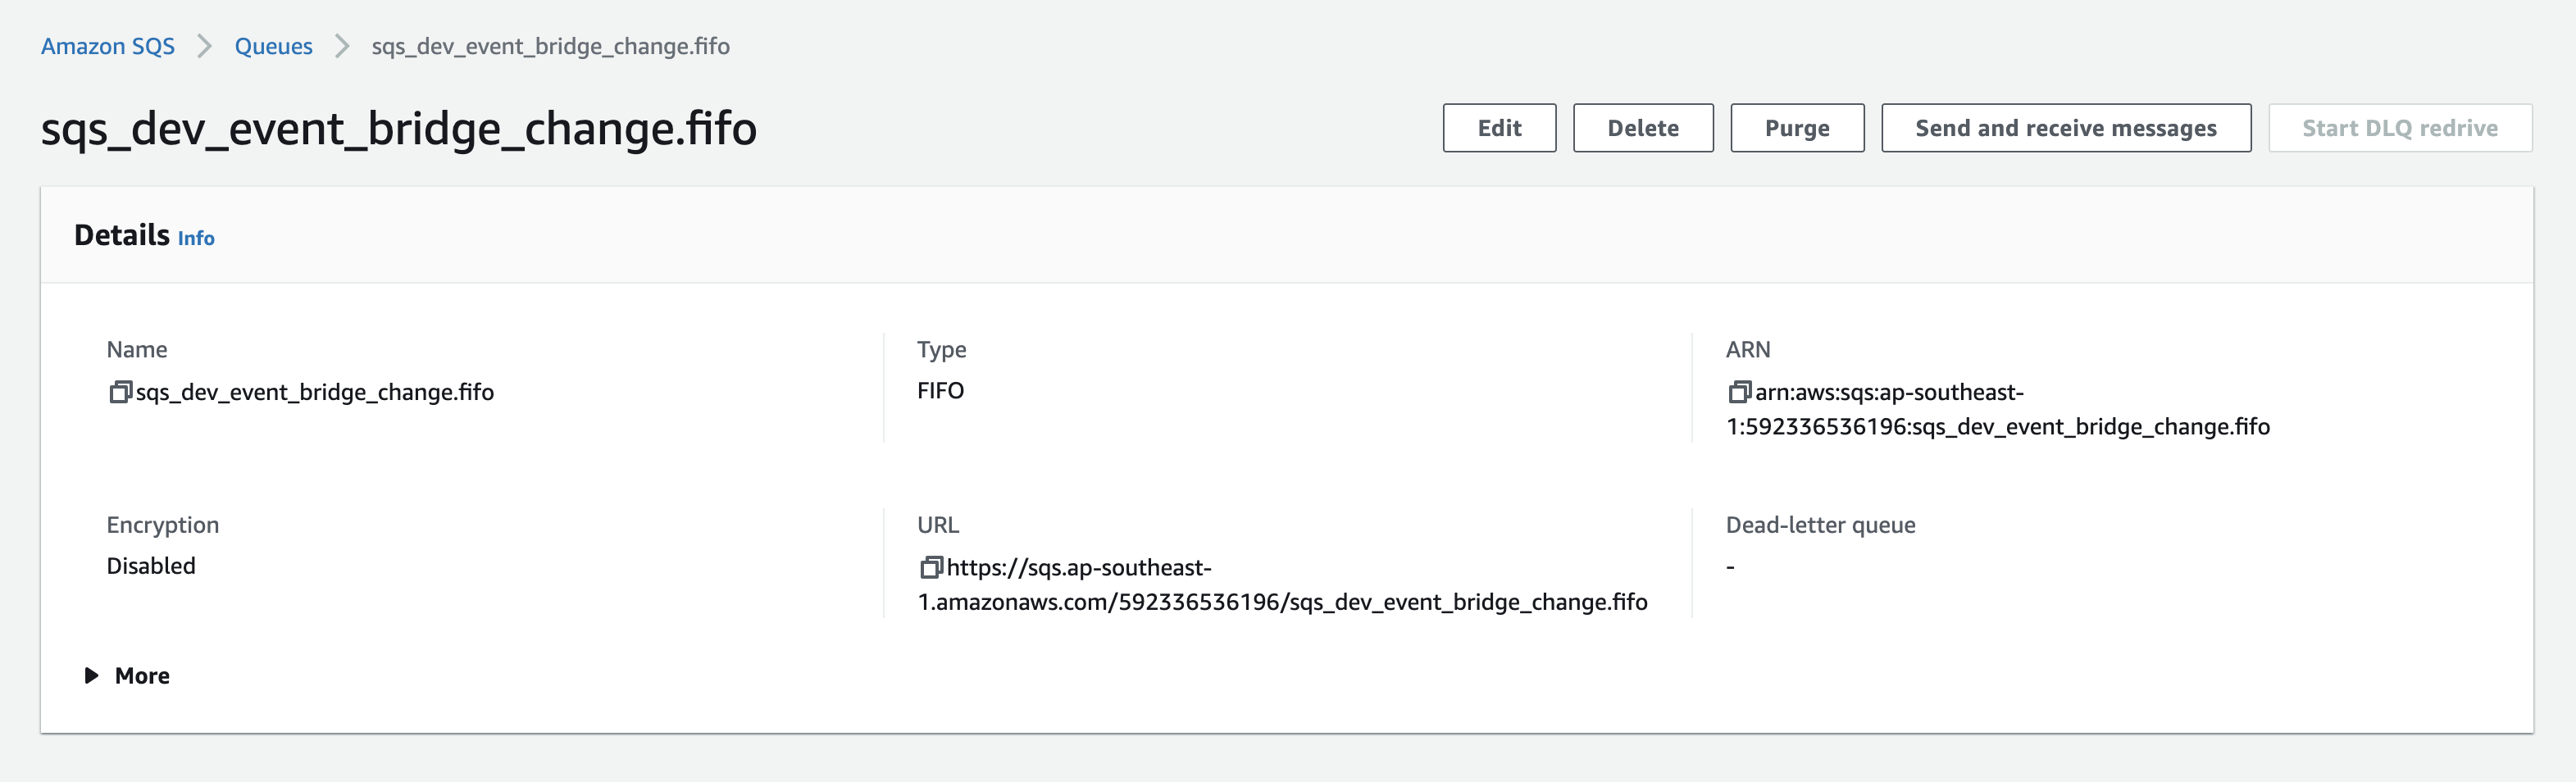 Amazon SQS > Queues > sqs_dev_event_bridge_change.fifo
sqs_dev_event_bridge_change.fifo
Edit
Delete
Purge
Send and receive messages
Start DLQ redrive
Details Info
Name
sqs_dev_event_bridge_change.fifo
Type
FIFO
ARN
arn:aws:sqs:ap-southeast-
1:592336536196:sqs_dev_event_bridge_change.fifo
Encryption
Disabled
URL
https://sqs.ap-southeast-
1.amazonaws.com/592336536196/sqs_dev_event_bridge_change.fifo
Dead-letter queue
-
More